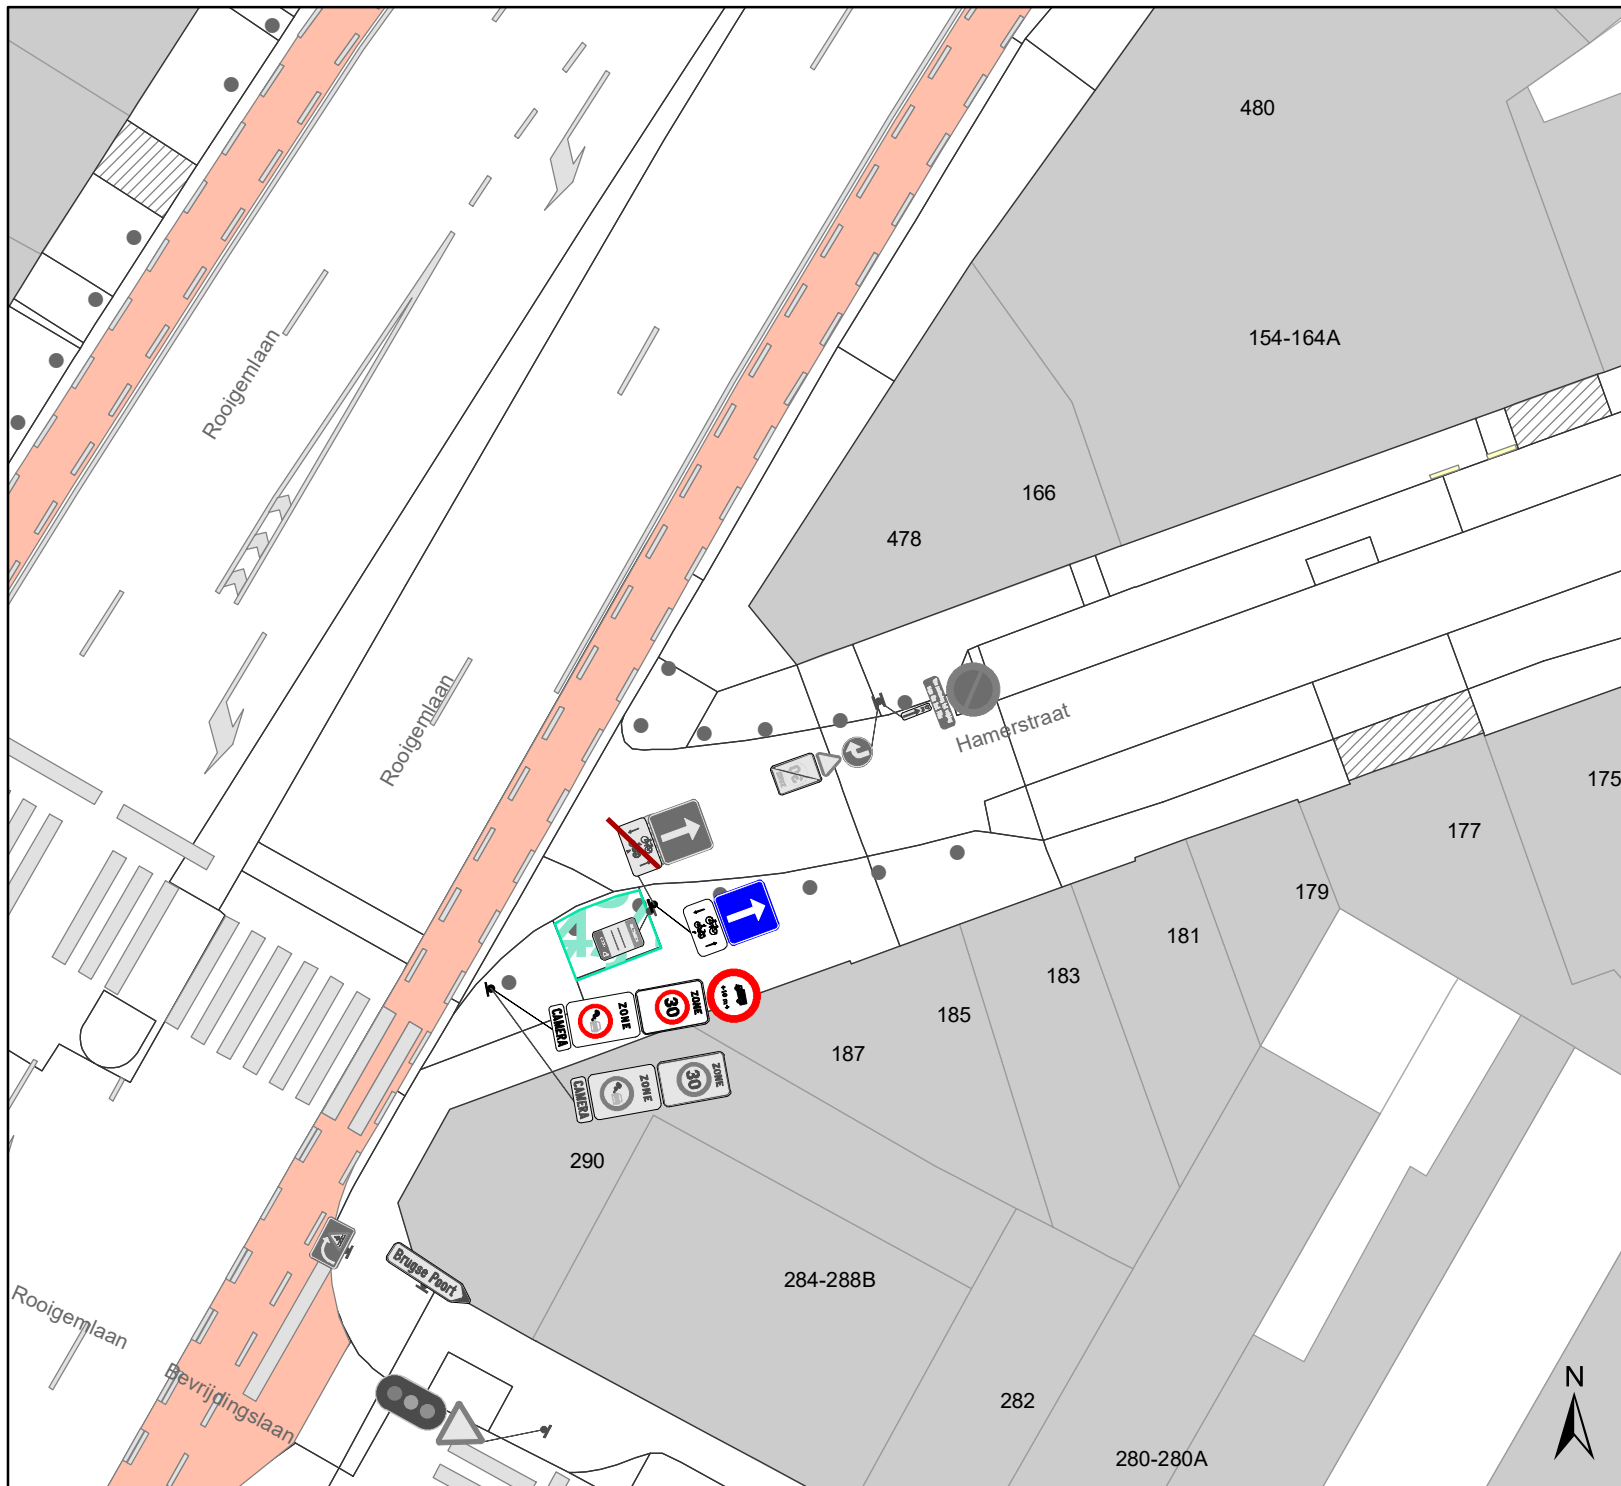 480
154-164A
Rooigemlaan
166
478
Rooigemlaan
Hamerstraat
30
175
177
179
181
183
185
187
ZONE
30
ZONE
CAMERA
ZONE
30
ZONE
CAMERA
290
Brugse Poort
284-288B
Rooigemlaan
Bevrijdingslaan
282
280-280A
N